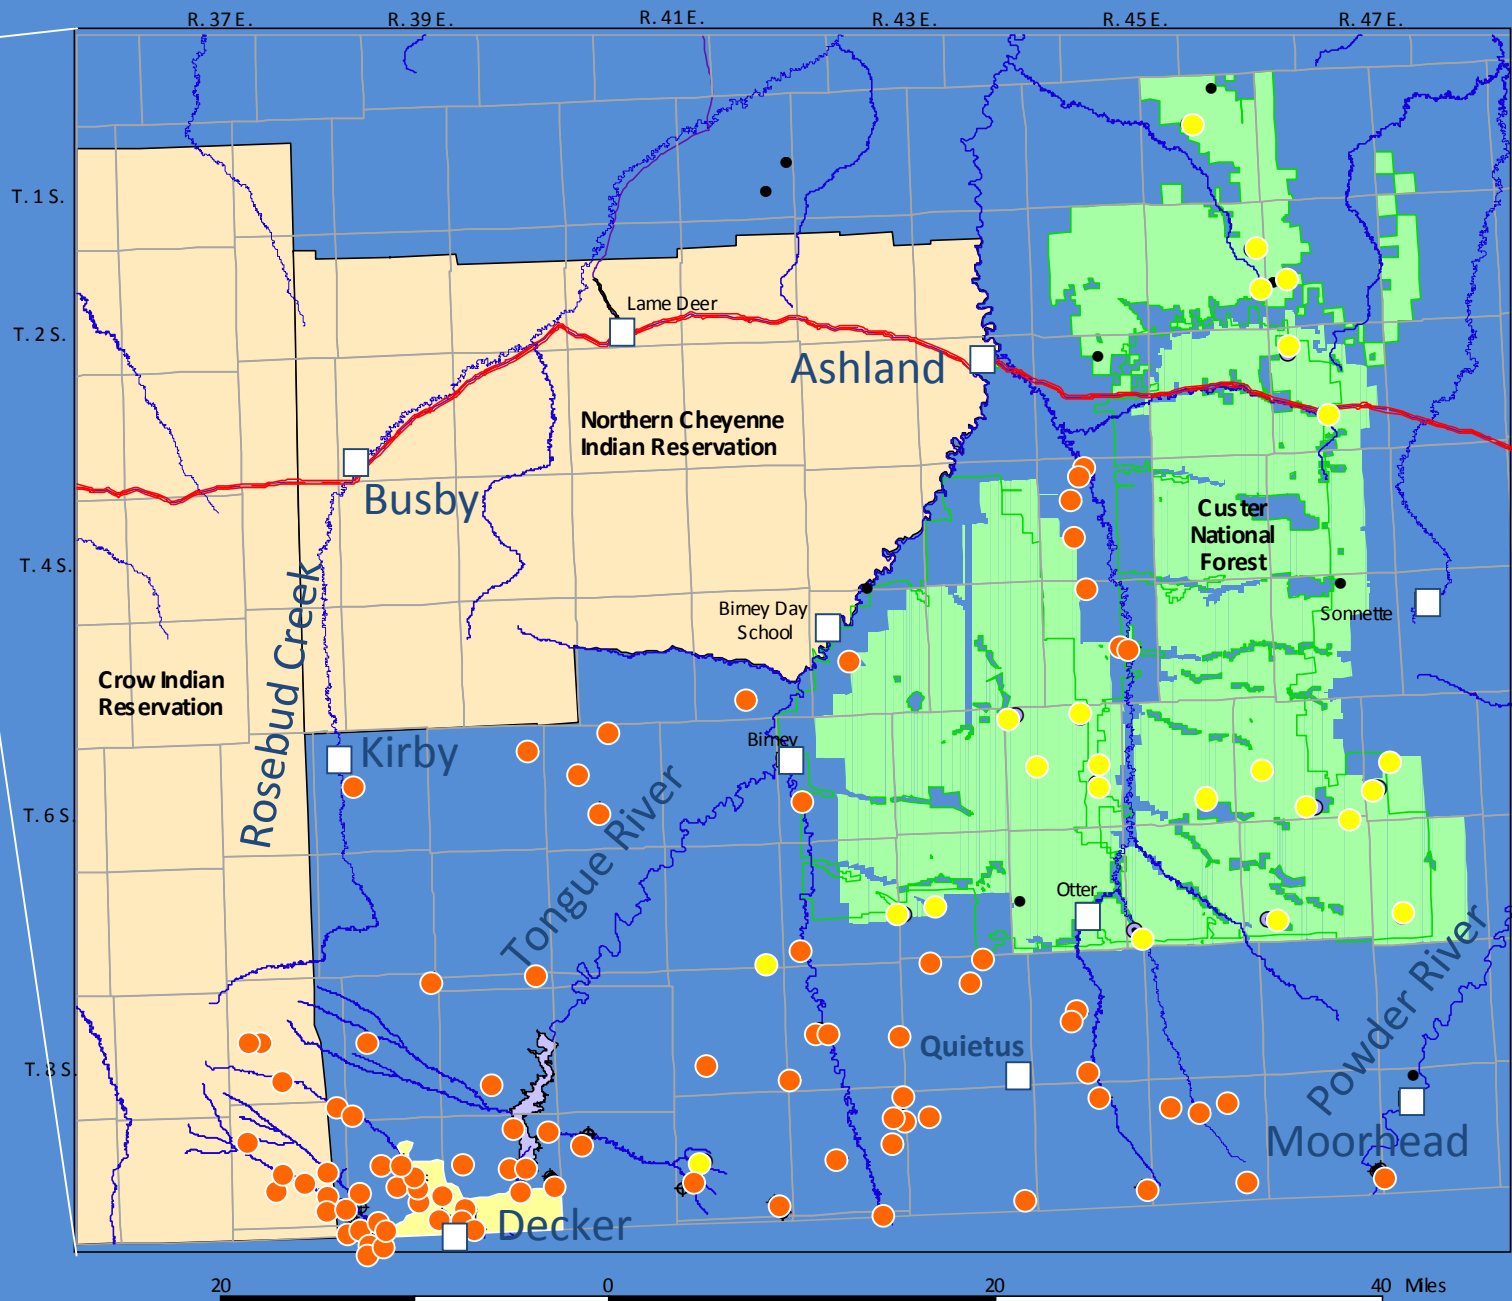 R. 37 E.
R. 39 E.
R. 41 E.
R. 43 E.
R. 45 E.
R. 47 E.
T. 1 S.
T. 2 S.
Lame Deer
Ashland
Northern Cheyenne
Indian Reservation
Busby
Custer
National
Forest
T. 4 S.
Rosebud Creek
Birney Day
School
Sonnette
Crow Indian
Reservation
Kirby
Birney
T. 6 S.
Tongue River
Otter
Powder River
Quietus
T. 8 S.
Moorhead
Decker
20
0
20
40 Miles